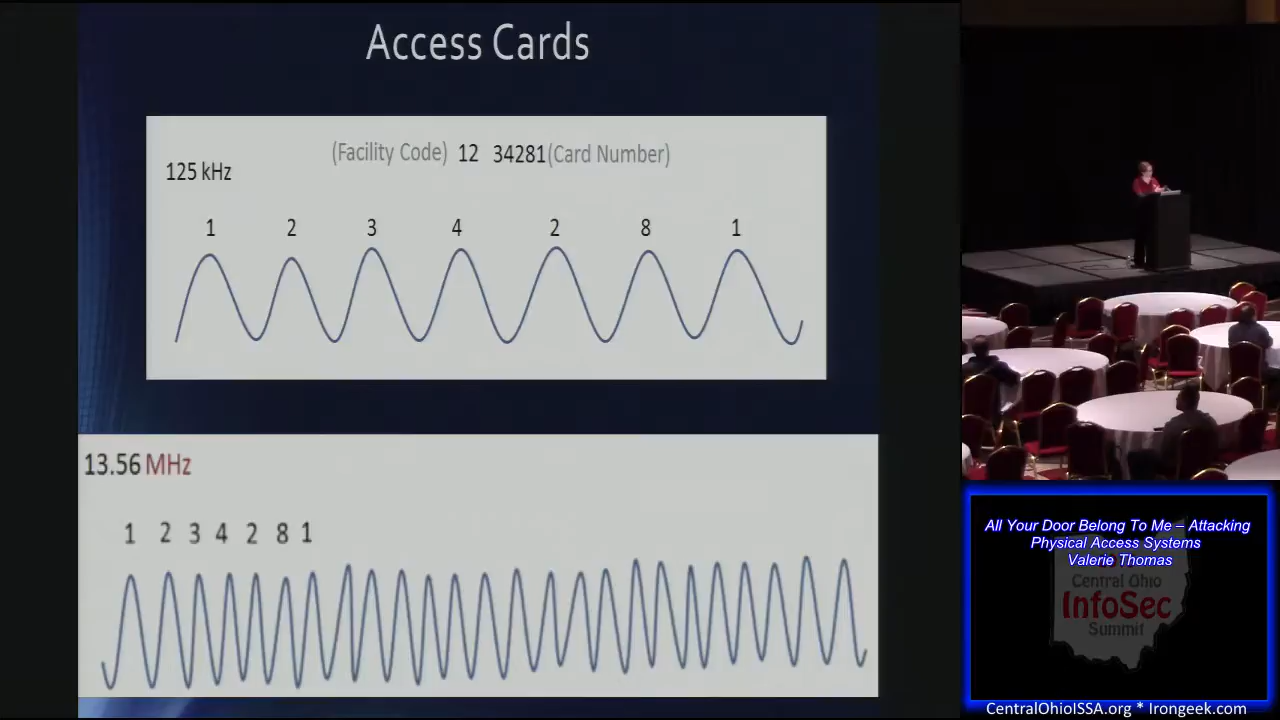 Access Cards
(Facility Code) 12 34281(Card Number)
125 kHz
1 2 3 4 2 8 1
13.56 MHz
1 2 3 4 2 8 1
All Your Door Belong To Me – Attacking
Physical Access Systems
Valerie Thomas
Central Ohio
InfoSec
Summit
CentralOhioISSA.org * Irongeek.com